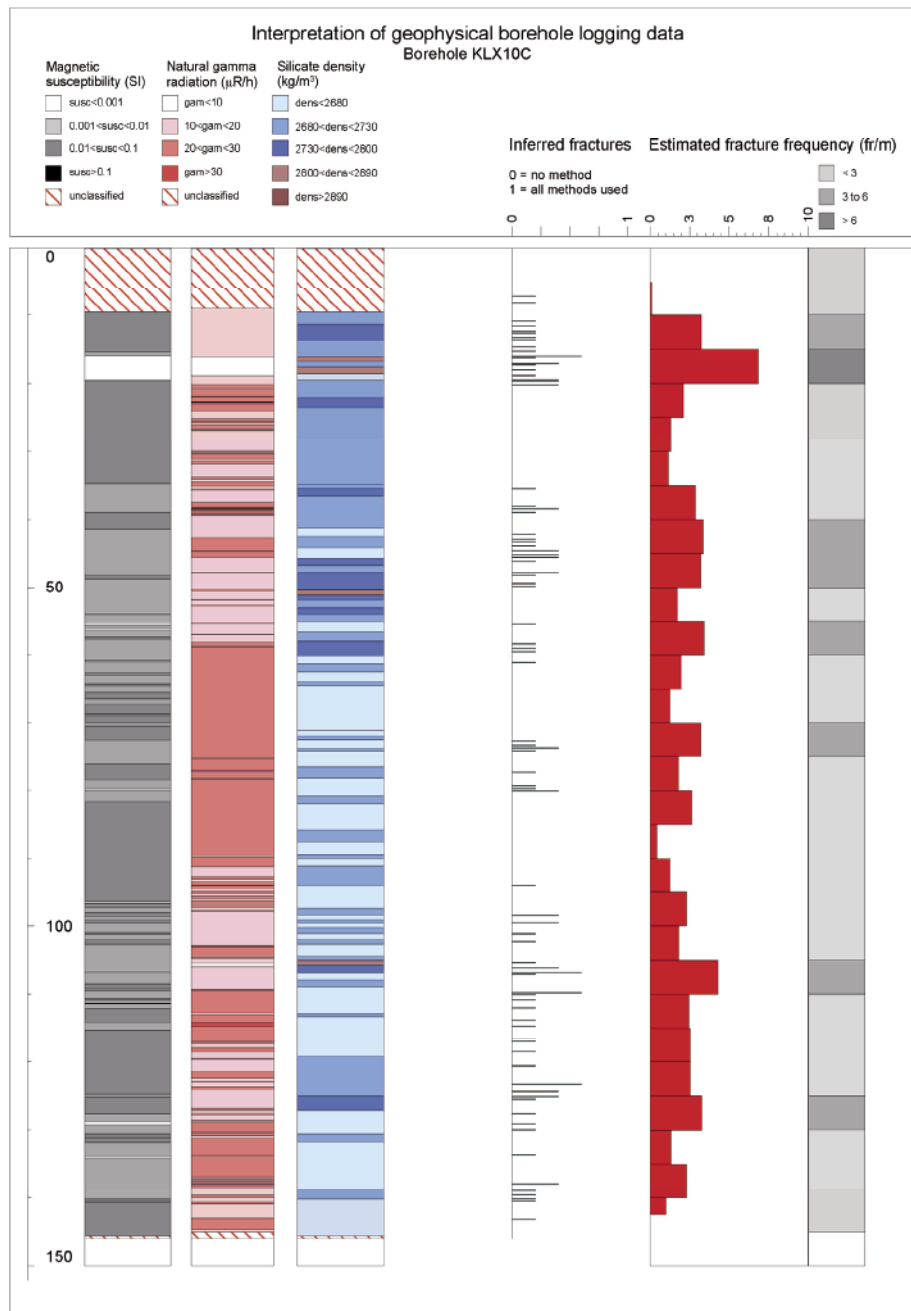 Interpretation of geophysical borehole logging data
Borehole KLX10C
Magnetic susceptibility (SI)
susc<0.001
0.001<susc<0.01
0.01<susc<0.1
susc>0.1
unclassified
Natural gamma radiation (μR/h)
gam<10
10<gam<20
20<gam<30
gam>30
unclassified
Silicate density (kg/m³)
dens<2680
2680<dens<2730
2730<dens<2800
2800<dens<2890
dens>2890
Inferred fractures
0 = no method
1 = all methods used
0 1
Estimated fracture frequency (fr/m)
0 3 5 8 10
< 3
3 to 6
> 6
0
50
100
150